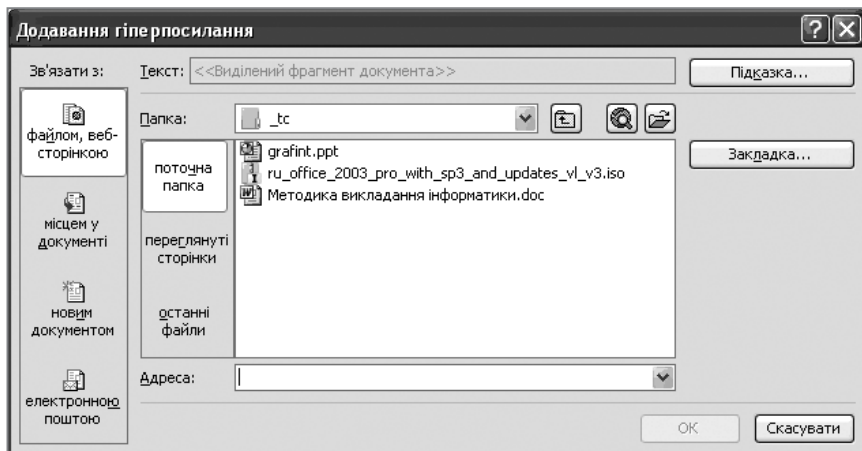 Додавання гіперпосилання
Зв'язати з:
Текст: <<Виділений фрагмент документа>>
Підказка...
файлом, веб-
сторінкою
Папка:
_tc
поточна
папка
grafint.ppt
ru_office_2003_pro_with_sp3_and_updates_vl_v3.iso
Методика викладання інформатики.doc
Закладка...
місцем у
документі
переглянуті
сторінки
новим
документом
останні
файли
електронною
поштою
Адреса:
ОК
Скасувати